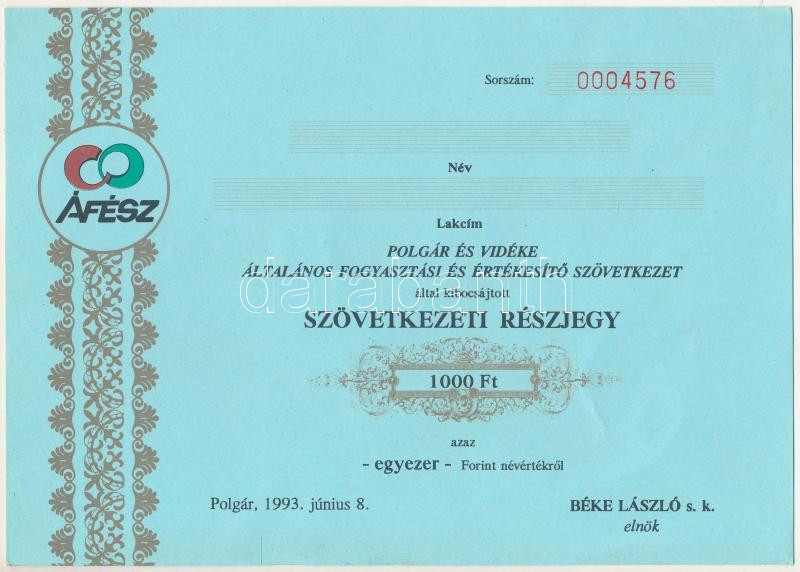 Sorszám: 0004576
Név
Lakcím
ÁFÉSZ
POLGÁR ÉS VIDÉKE
ÁLTALÁNOS FOGYASZTÁSI ÉS ÉRTÉKESÍTŐ SZÖVETKEZET
által kibocsájtott
SZÖVETKEZETI RÉSZJEGY
darabanth
1000 Ft
azaz
- egyezer - Forint névértékről
Polgár, 1993. június 8.
BÉKE LÁSZLÓ s. k.
elnök